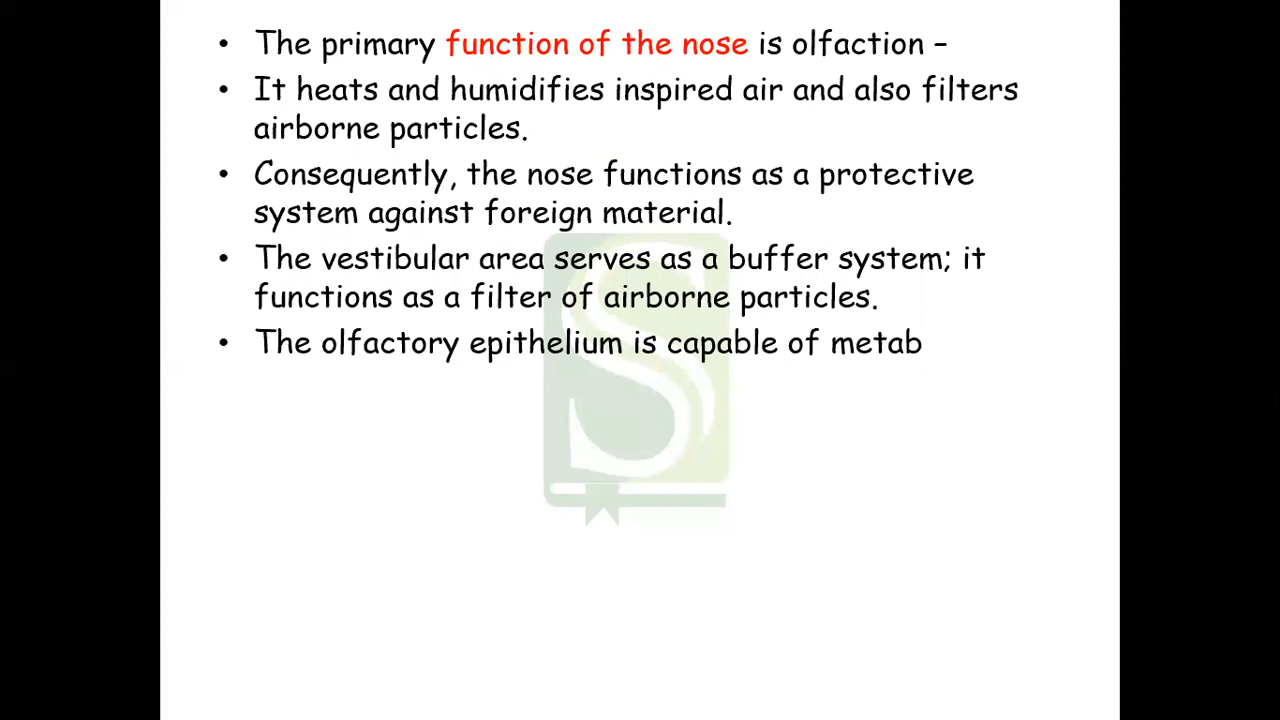 • The primary function of the nose is olfaction –
• It heats and humidifies inspired air and also filters
airborne particles.
• Consequently, the nose functions as a protective
system against foreign material.
• The vestibular area serves as a buffer system; it
functions as a filter of airborne particles.
• The olfactory epithelium is capable of metab